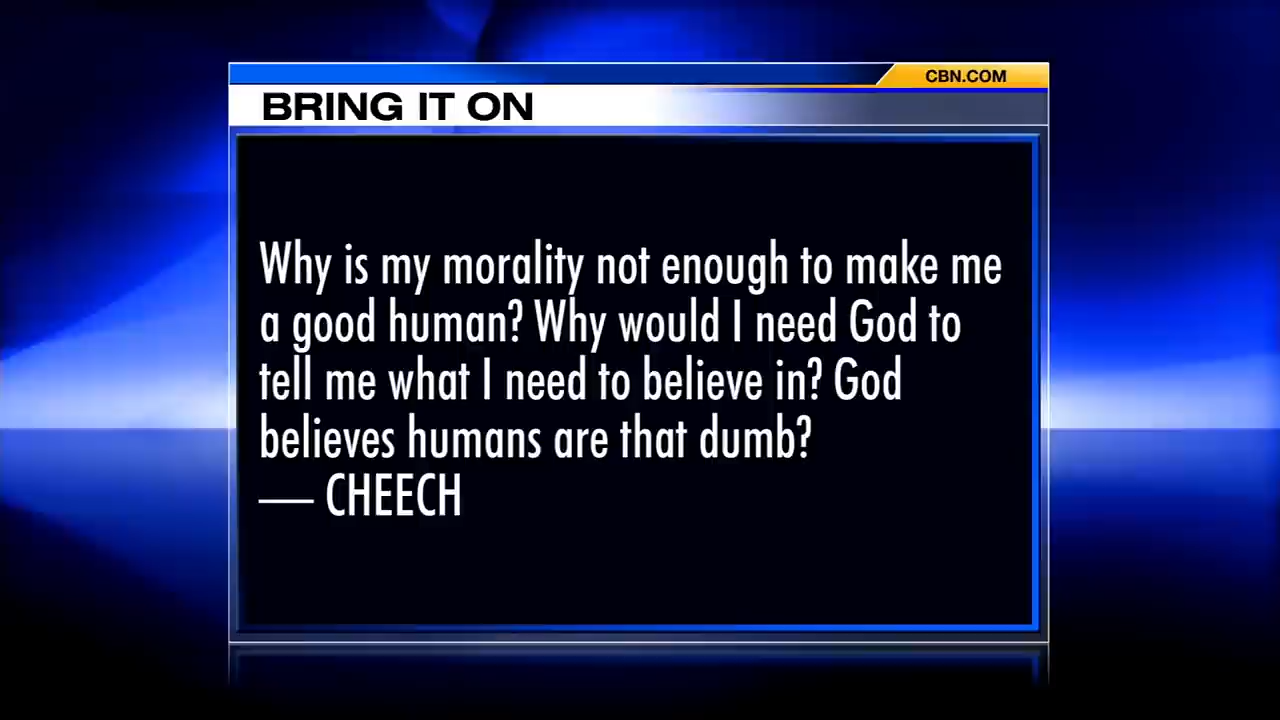 CBN.COM
BRING IT ON
Why is my morality not enough to make me
a good human? Why would I need God to
tell me what I need to believe in? God
believes humans are that dumb?
— CHEECH